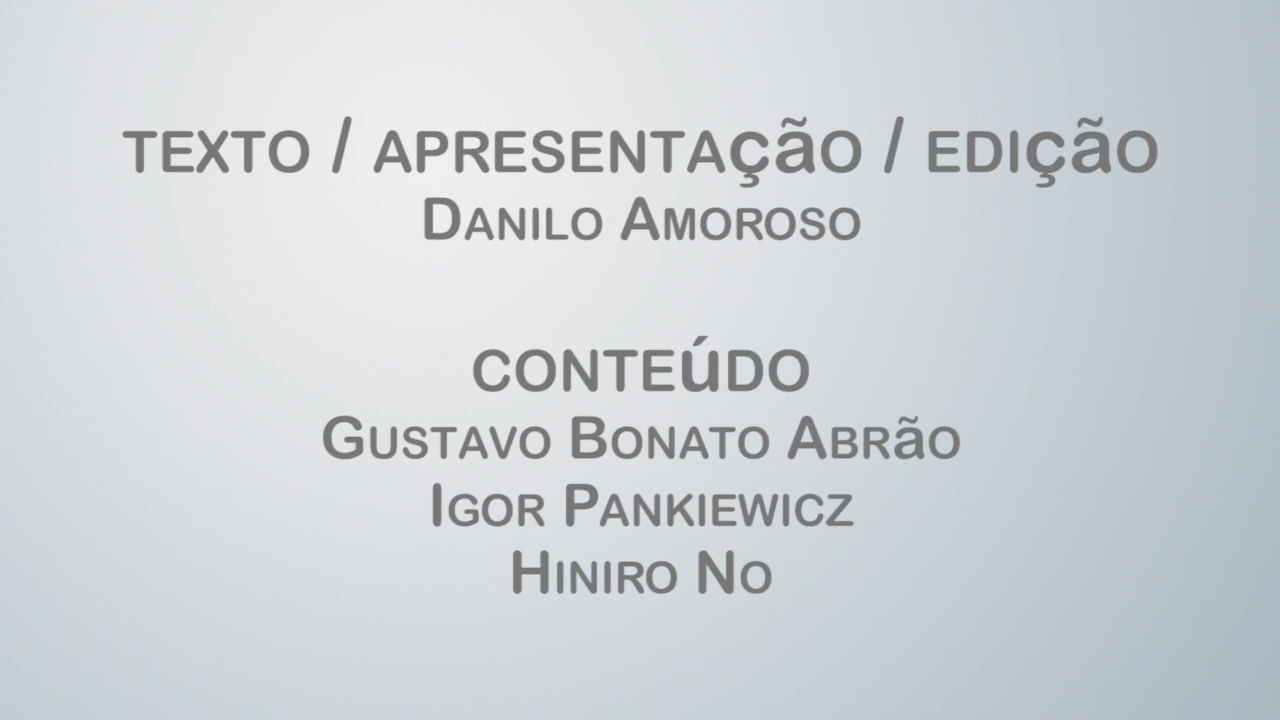 TEXTO / APRESENTAçãO / EDIçãO
DANILO AMOROSO
CONTEúDO
GUSTAVO BONATO ABRãO
IGOR PANKIEWICZ
HINIRO NO